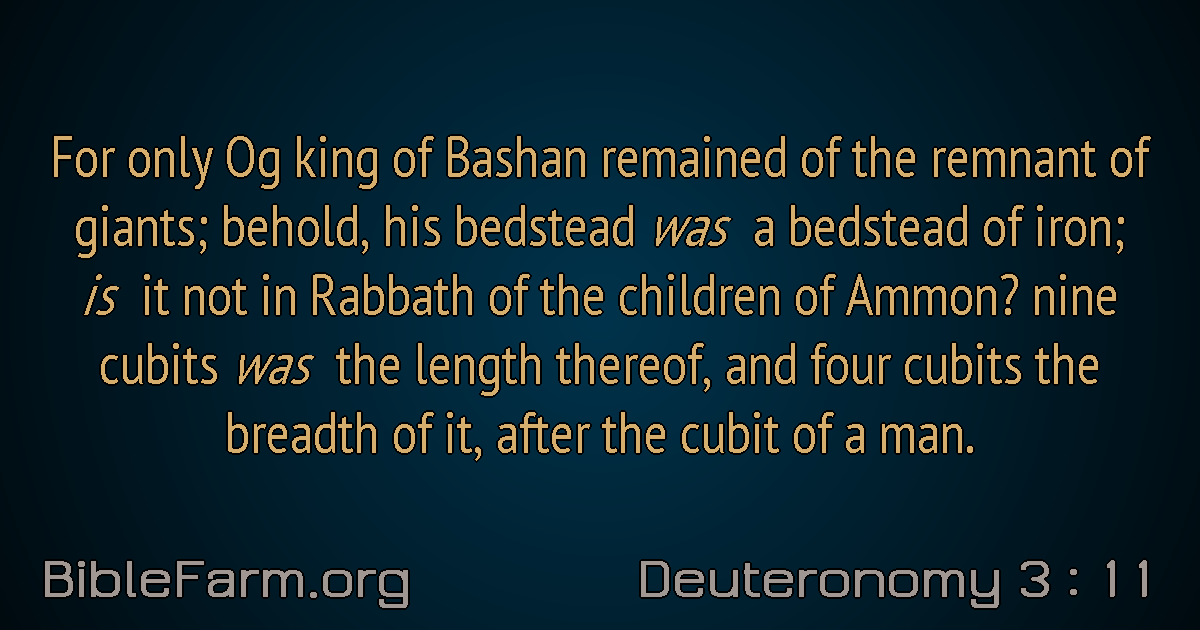 For only Og king of Bashan remained of the remnant of
giants; behold, his bedstead was a bedstead of iron;
is it not in Rabbath of the children of Ammon? nine
cubits was the length thereof, and four cubits the
breadth of it, after the cubit of a man.
BibleFarm.org
Deuteronomy 3 : 11